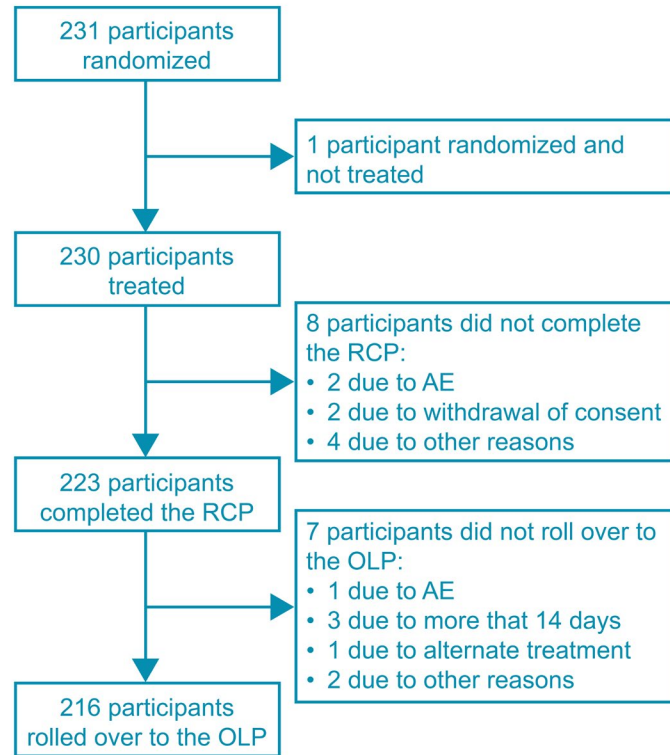 231 participants
randomized
1 participant randomized and
not treated
230 participants
treated
8 participants did not complete
the RCP:
• 2 due to AE
• 2 due to withdrawal of consent
• 4 due to other reasons
223 participants
completed the RCP
7 participants did not roll over to
the OLP:
• 1 due to AE
• 3 due to more that 14 days
• 1 due to alternate treatment
• 2 due to other reasons
216 participants
rolled over to the OLP